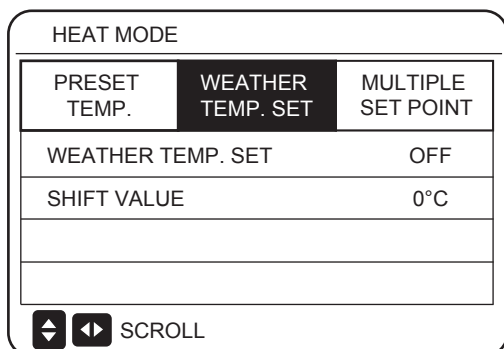 HEAT MODE
PRESET TEMP.
WEATHER TEMP. SET
MULTIPLE SET POINT
WEATHER TEMP. SET OFF
SHIFT VALUE 0°C
SCROLL